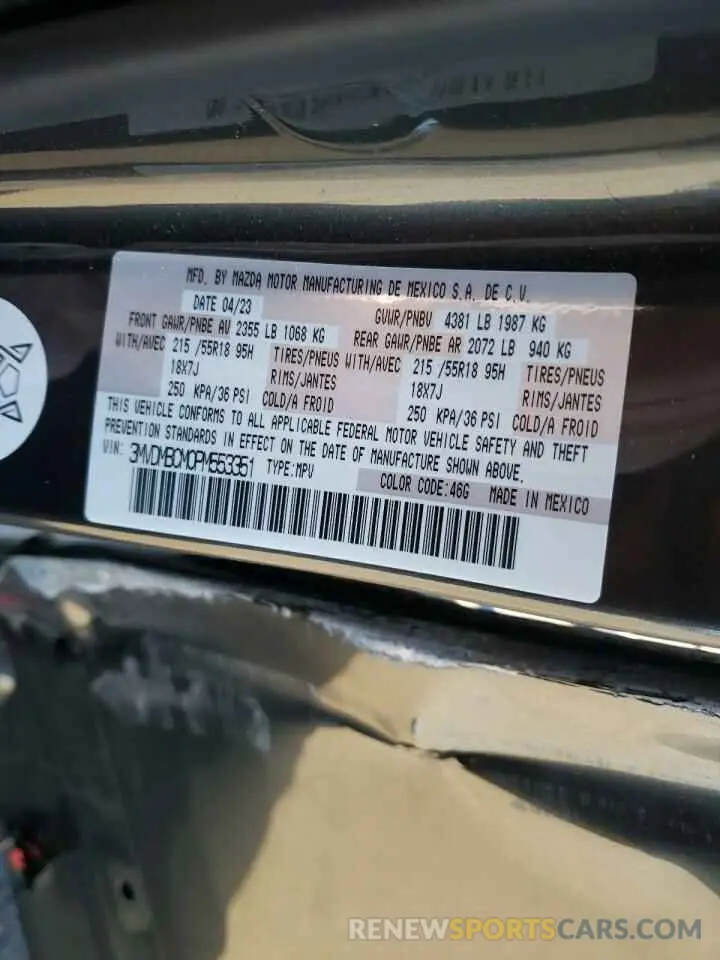 MFD. BY MAZDA MOTOR MANUFACTURING DE MEXICO S.A. DE C.V.
DATE 04/23 GVWR/PNBV 4381 LB 1987 KG
FRONT GAWR/PNBE AV 2355 LB 1068 KG REAR GAWR/PNBE AR 2072 LB 940 KG
WITH/AVEC 215 /55R18 95H TIRES/PNEUS WITH/AVEC 215 /55R18 95H TIRES/PNEUS
18X7J RIMS/JANTES 18X7J RIMS/JANTES
250 KPA/36 PSI COLD/A FROID 250 KPA/36 PSI COLD/A FROID
THIS VEHICLE CONFORMS TO ALL APPLICABLE FEDERAL MOTOR VEHICLE SAFETY AND THEFT
PREVENTION STANDARDS IN EFFECT ON THE DATE OF MANUFACTURE SHOWN ABOVE.
VIN: 3MVDMBCM0PM553351 TYPE:MPV
COLOR CODE:46G MADE IN MEXICO
RENEWSPORTSCARS.COM